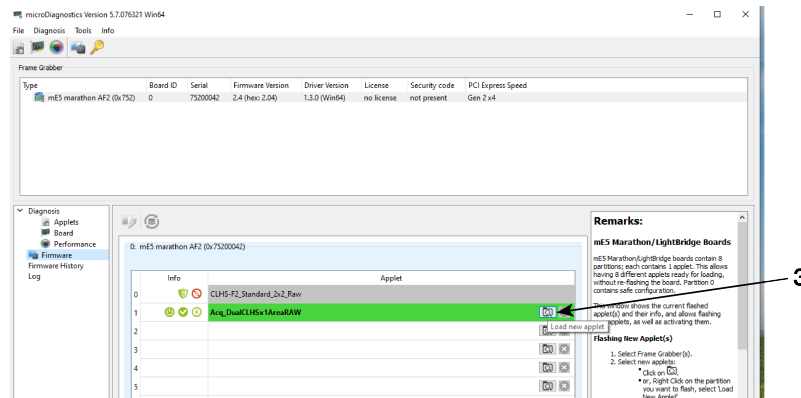 microDiagnostics Version 5.7.076321 Win64
File Diagnosis Tools Info
Frame Grabber
Type Board ID Serial Firmware Version Driver Version License Security code PCI Express Speed
mE5 marathon AF2 (0x752) 0 75200042 2.4 (hex: 2.04) 1.3.0 (Win64) no license not present Gen 2 x4
Diagnosis
Applets
Board
Performance
Firmware
Firmware History
Log
0: mE5 marathon AF2 (0x75200042)
Info Applet
0 CLHS-F2_Standard_2x2_Raw
1 Acq_DualCLHSx1AreaRAW
2
3
4
5
Load new applet
3
Remarks:
mE5 Marathon/LightBridge Boards
mE5 Marathon/LightBridge boards contain 8
partitions; each contains 1 applet. This allows
having 8 different applets ready for loading,
without re-flashing the board. Partition 0
contains safe configuration.
This window shows the current flashed
applet(s) and their info, and allows flashing
applets, as well as activating them.
Flashing New Applet(s)
1. Select Frame Grabber(s).
2. Select new applets:
• Click on
• or, Right Click on the partition
you want to flash, select 'Load
New Applet'